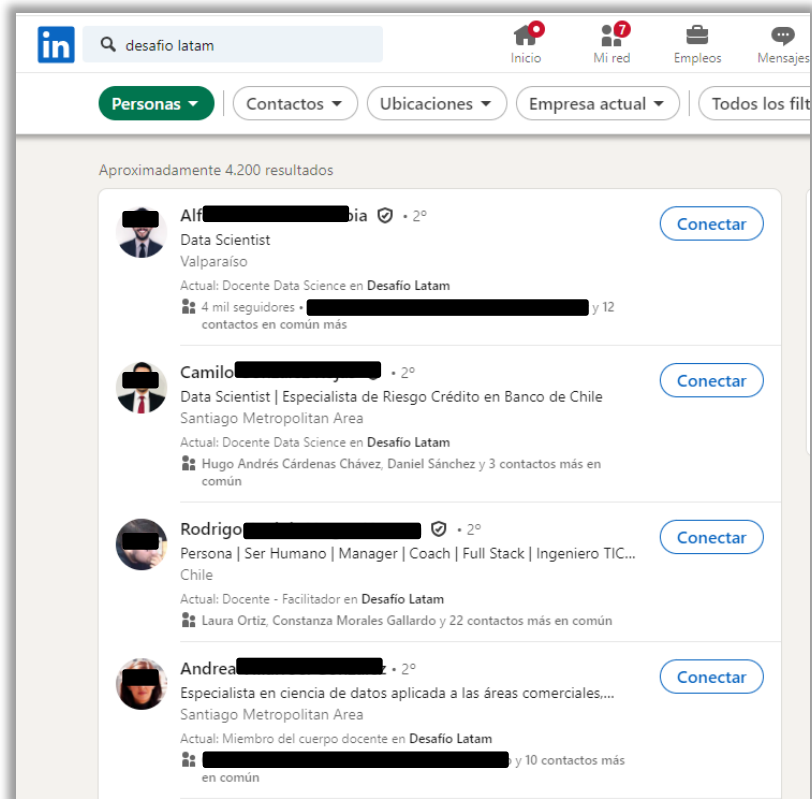 in
desafio latam
Inicio
7
Mi red
Empleos
Mensajes
Personas
Contactos
Ubicaciones
Empresa actual
Todos los filt
Aproximadamente 4.200 resultados
Alf bia • 2º
Conectar
Data Scientist
Valparaíso
Actual: Docente Data Science en Desafío Latam
4 mil seguidores • y 12
contactos en común más
Camilo • 2º
Conectar
Data Scientist | Especialista de Riesgo Crédito en Banco de Chile
Santiago Metropolitan Area
Actual: Docente Data Science en Desafío Latam
Hugo Andrés Cárdenas Chávez, Daniel Sánchez y 3 contactos más en
común
Rodrigo • 2º
Conectar
Persona | Ser Humano | Manager | Coach | Full Stack | Ingeniero TIC...
Chile
Actual: Docente - Facilitador en Desafío Latam
Laura Ortiz, Constanza Morales Gallardo y 22 contactos más en común
Andrea • 2º
Conectar
Especialista en ciencia de datos aplicada a las áreas comerciales,...
Santiago Metropolitan Area
Actual: Miembro del cuerpo docente en Desafío Latam
y 10 contactos más
en común